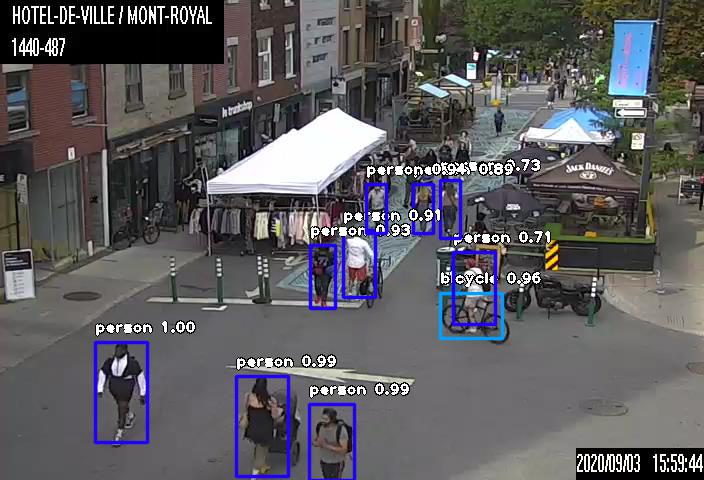 HOTEL-DE-VILLE / MONT-ROYAL
1440-487
In trunkshop
JACK DANIEL'S
0.73
0.89
person 0.91
person 0.93
person 0.71
bicycle 0.96
person 1.00
person 0.99
person 0.99
2020/09/03 15:59:44